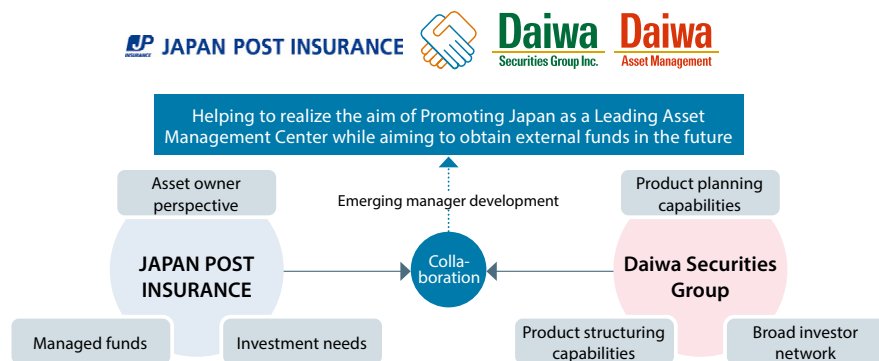 JP
INSURANCE
JAPAN POST INSURANCE
Daiwa
Securities Group Inc.
Daiwa
Asset Management
Helping to realize the aim of Promoting Japan as a Leading Asset
Management Center while aiming to obtain external funds in the future
Asset owner
perspective
Product planning
capabilities
Emerging manager development
JAPAN POST
INSURANCE
Colla-
boration
Daiwa Securities
Group
Managed funds
Investment needs
Product structuring
capabilities
Broad investor
network